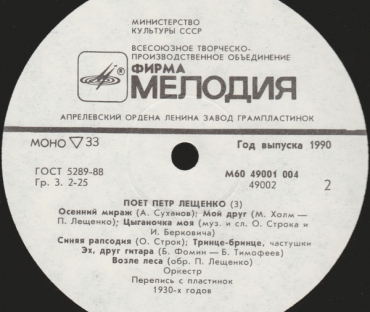 МИНИСТЕРСТВО
КУЛЬТУРЫ СССР
ВСЕСОЮЗНОЕ ТВОРЧЕСКО-
ПРОИЗВОДСТВЕННОЕ ОБЪЕДИНЕНИЕ
ФИРМА
МЕЛОДИЯ
АПРЕЛЕВСКИЙ ОРДЕНА ЛЕНИНА ЗАВОД ГРАМПЛАСТИНОК
МОНО ▽33 Год выпуска 1990
ГОСТ 5289-88 М60 49001 004
Гр. 3. 2-25 49002 2
ПОЕТ ПЕТР ЛЕЩЕНКО (3)
Осенний мираж (А. Суханов); Мой друг (М. Холм —
П. Лещенко); Цыганочка моя (муз. и сл. О. Строка и
И. Берковича)
Синяя рапсодия (О. Строк); Тринце-бринце, частушки
Эх, друг гитара (Б. Фомин — Б. Тимофеев)
Возле леса (обр. П. Лещенко)
Оркестр
Перепись с пластинок
1930-х годов